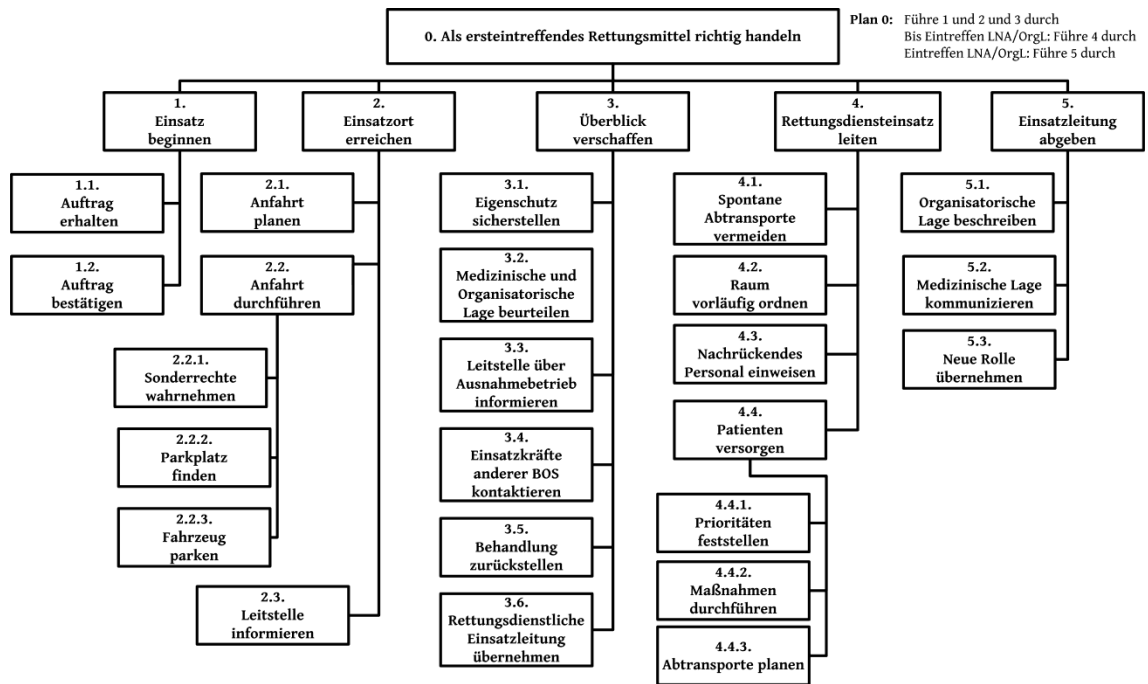 0. Als ersteintreffendes Rettungsmittel richtig handeln
Plan 0: Führe 1 und 2 und 3 durch
Bis Eintreffen LNA/OrgL: Führe 4 durch
Eintreffen LNA/OrgL: Führe 5 durch
1.
Einsatz
beginnen
1.1.
Auftrag
erhalten
1.2.
Auftrag
bestätigen
2.
Einsatzort
erreichen
2.1.
Anfahrt
planen
2.2.
Anfahrt
durchführen
2.2.1.
Sonderrechte
wahrnehmen
2.2.2.
Parkplatz
finden
2.2.3.
Fahrzeug
parken
2.3.
Leitstelle
informieren
3.
Überblick
verschaffen
3.1.
Eigenschutz
sicherstellen
3.2.
Medizinische und
Organisatorische
Lage beurteilen
3.3.
Leitstelle über
Ausnahmebetrieb
informieren
3.4.
Einsatzkräfte
anderer BOS
kontaktieren
3.5.
Behandlung
zurückstellen
3.6.
Rettungsdienstliche
Einsatzleitung
übernehmen
4.
Rettungsdiensteinsatz
leiten
4.1.
Spontane
Abtransporte
vermeiden
4.2.
Raum
vorläufig ordnen
4.3.
Nachrückendes
Personal einweisen
4.4.
Patienten
versorgen
4.4.1.
Prioritäten
feststellen
4.4.2.
Maßnahmen
durchführen
4.4.3.
Abtransporte planen
5.
Einsatzleitung
abgeben
5.1.
Organisatorische
Lage beschreiben
5.2.
Medizinische Lage
kommunizieren
5.3.
Neue Rolle
übernehmen